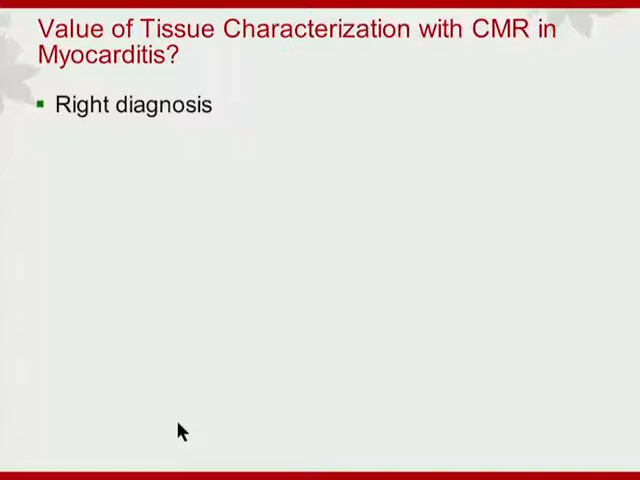 Value of Tissue Characterization with CMR in
Myocarditis?
Right diagnosis